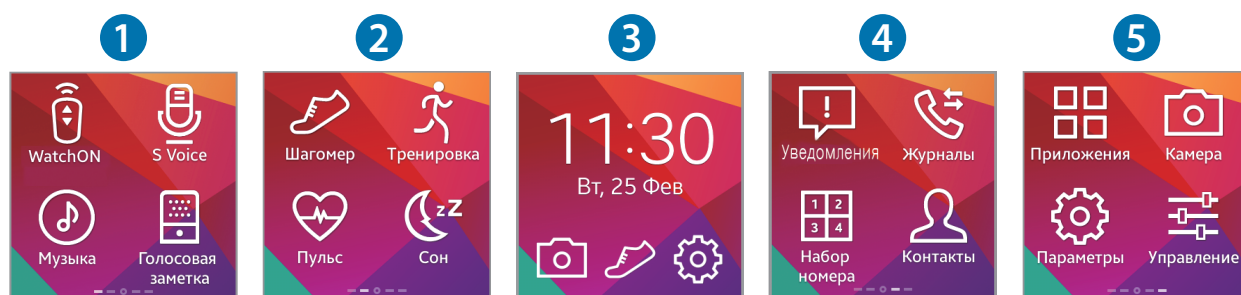 1
2
3
4
5
WatchON
S Voice
Музыка
Голосовая
заметка
Шагомер
Тренировка
Пульс
zZ
Сон
11:30
Вт, 25 Фев
!
Уведомления
Журналы
1 2
3 4
Набор
номера
Контакты
Приложения
Камера
Параметры
Управление